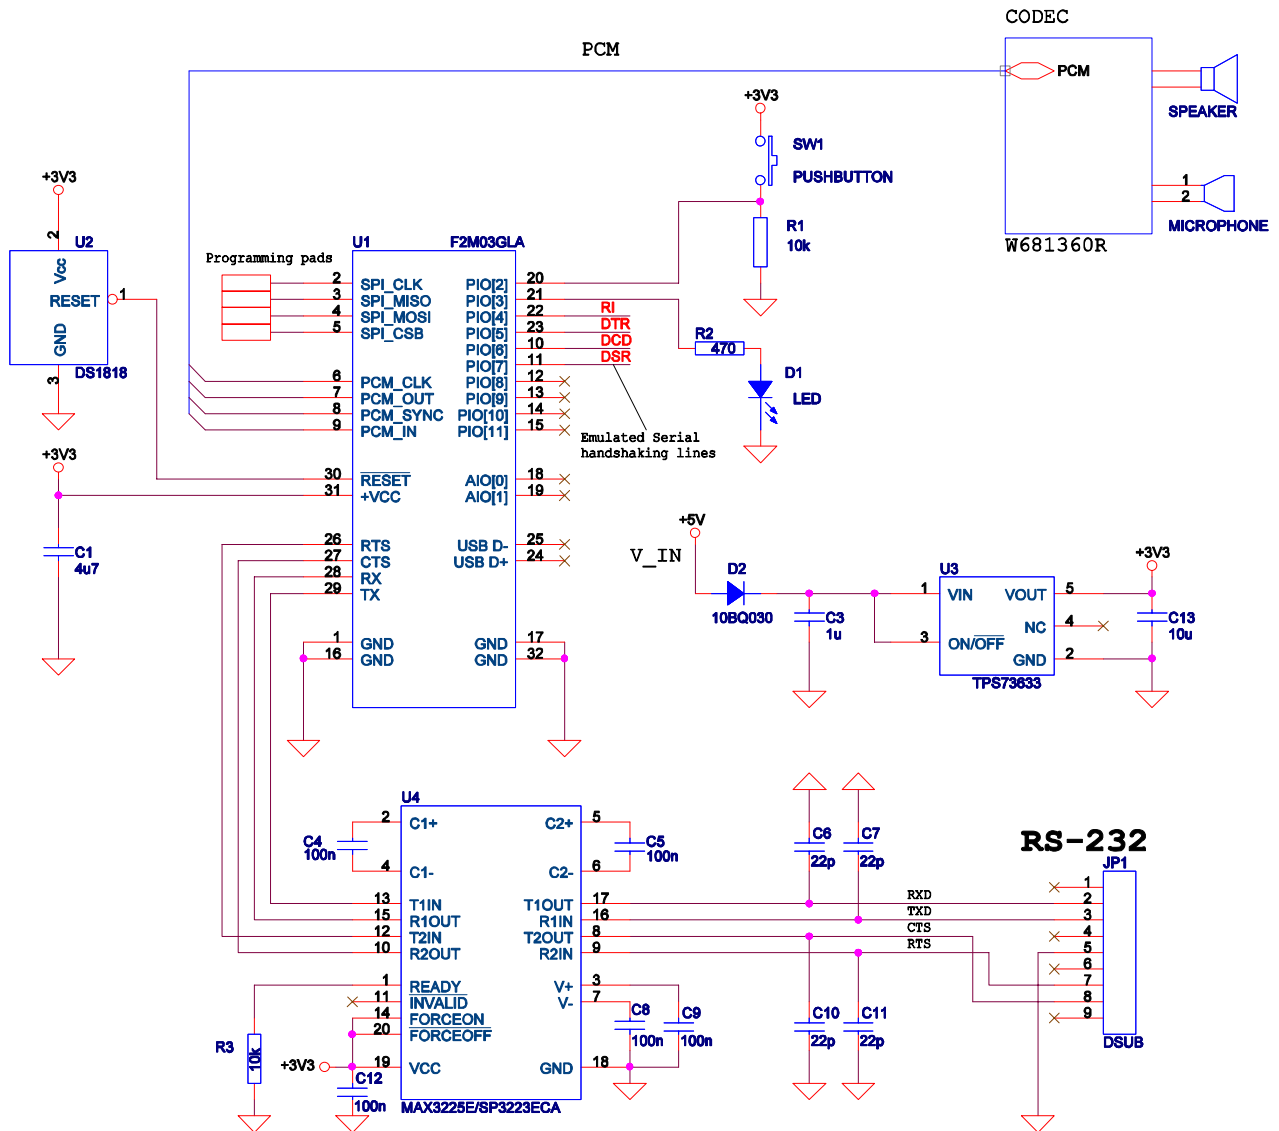 CODEC
PCM
PCM
+3V3
SPEAKER
SW1
PUSHBUTTON
1
2
MICROPHONE
W681360R
+3V3
2
U2
Vcc
RESET
1
GND
3
DS1818
R1
10k
U1
F2M03GLA
Programming pads
2
SPI_CLK
3
SPI_MISO
4
SPI_MOSI
5
SPI_CSB
6
PCM_CLK
7
PCM_OUT
8
PCM_SYNC
9
PCM_IN
30
RESET
31
+VCC
26
RTS
27
CTS
28
RX
29
TX
1
GND
16
GND
PIO[2]
20
PIO[3]
21
PIO[4]
22
RI
PIO[5]
23
DTR
PIO[6]
10
DCD
PIO[7]
11
DSR
PIO[8]
12
PIO[9]
13
PIO[10]
14
PIO[11]
15
AIO[0]
18
AIO[1]
19
USB D-
25
USB D+
24
GND
17
GND
32
R2
470
D1
LED
Emulated Serial
handshaking lines
+3V3
C1
4u7
+5V
V_IN
D2
10BQ030
C3
1u
U3
1
VIN
VOUT
5
NC
4
3
ON/OFF
GND
2
TPS73633
+3V3
C13
10u
U4
2
C1+
C4
100n
4
C1-
13
T1IN
15
R1OUT
12
T2IN
10
R2OUT
1
READY
11
INVALID
14
FORCEON
20
FORCEOFF
19
VCC
C2+
5
C5
100n
C2-
6
T1OUT
17
R1IN
16
T2OUT
8
R2IN
9
V+
3
V-
7
GND
18
MAX3225E/SP3223ECA
R3
10k
+3V3
C12
100n
C8
100n
C9
100n
C6
22p
C7
22p
RXD
TXD
CTS
RTS
C10
22p
C11
22p
RS-232
JP1
1
2
3
4
5
6
7
8
9
DSUB